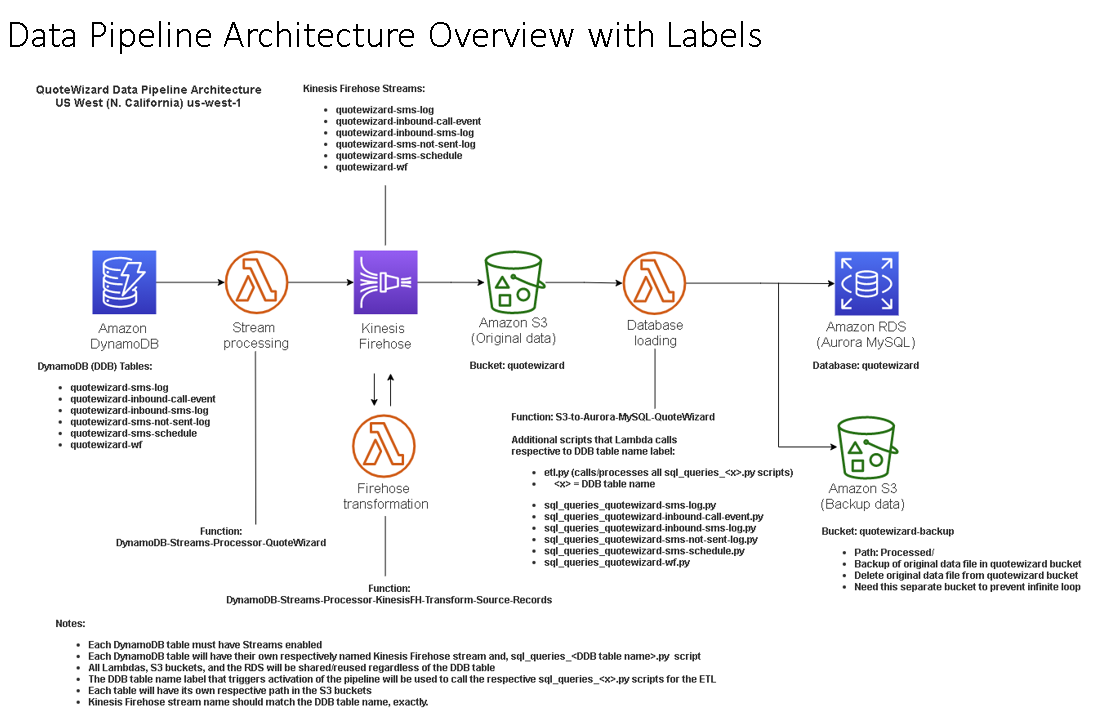 Data Pipeline Architecture Overview with Labels
QuoteWizard Data Pipeline Architecture
US West (N. California) us-west-1
Kinesis Firehose Streams:
• quotewizard-sms-log
• quotewizard-inbound-call-event
• quotewizard-inbound-sms-log
• quotewizard-sms-not-sent-log
• quotewizard-sms-schedule
• quotewizard-wf
Amazon
DynamoDB
Stream
processing
Kinesis
Firehose
Amazon S3
(Original data)
Database
loading
Amazon RDS
(Aurora MySQL)
DynamoDB (DDB) Tables:
• quotewizard-sms-log
• quotewizard-inbound-call-event
• quotewizard-inbound-sms-log
• quotewizard-sms-not-sent-log
• quotewizard-sms-schedule
• quotewizard-wf
Bucket: quotewizard
Database: quotewizard
Firehose
transformation
Function: S3-to-Aurora-MySQL-QuoteWizard
Additional scripts that Lambda calls
respective to DDB table name label:
• etl.py (calls/processes all sql_queries_<x>.py scripts)
• <x> = DDB table name
• sql_queries_quotewizard-sms-log.py
• sql_queries_quotewizard-inbound-call-event.py
• sql_queries_quotewizard-inbound-sms-log.py
• sql_queries_quotewizard-sms-not-sent-log.py
• sql_queries_quotewizard-sms-schedule.py
• sql_queries_quotewizard-wf.py
Amazon S3
(Backup data)
Bucket: quotewizard-backup
• Path: Processed/
• Backup of original data file in quotewizard bucket
• Delete original data file from quotewizard bucket
• Need this separate bucket to prevent infinite loop
Function:
DynamoDB-Streams-Processor-QuoteWizard
Function:
DynamoDB-Streams-Processor-KinesisFH-Transform-Source-Records
Notes:
• Each DynamoDB table must have Streams enabled
• Each DynamoDB table will have their own respectively named Kinesis Firehose stream and, sql_queries_<DDB table name>.py script
• All Lambdas, S3 buckets, and the RDS will be shared/reused regardless of the DDB table
• The DDB table name label that triggers activation of the pipeline will be used to call the respective sql_queries_<x>.py scripts for the ETL
• Each table will have its own respective path in the S3 buckets
• Kinesis Firehose stream name should match the DDB table name, exactly.